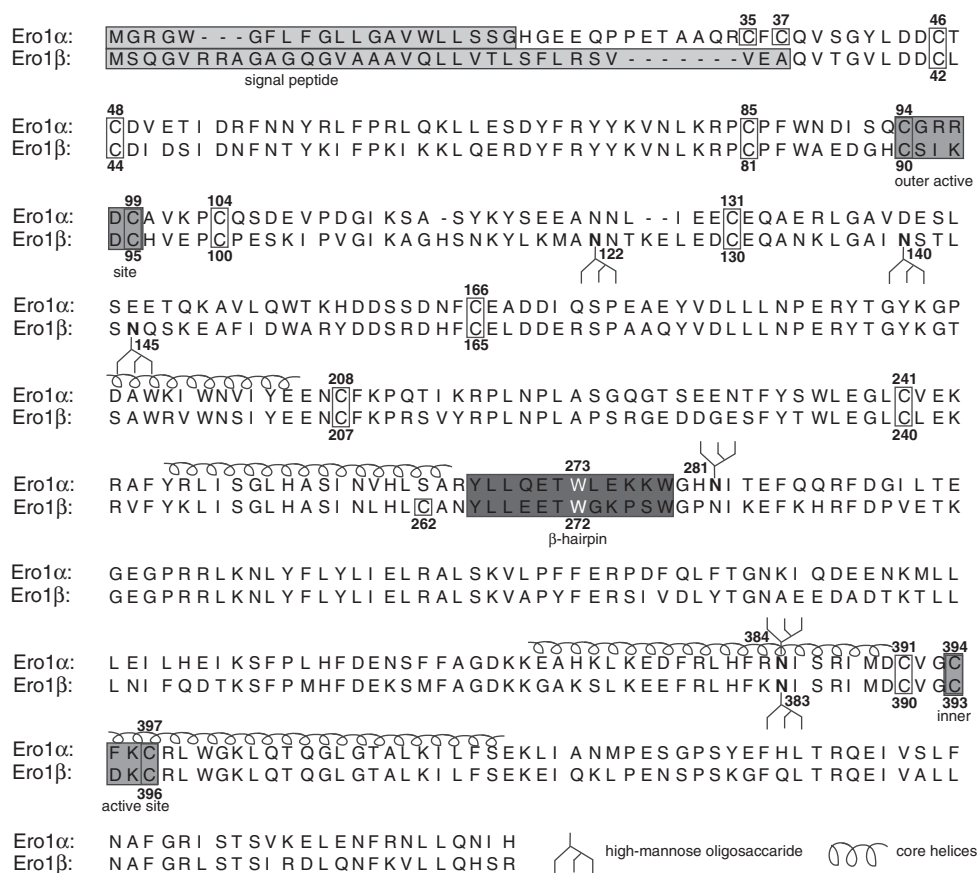 35 37 46
Ero1α: MGRGW---GFLFGLLGAVWLLSSGHGEEQPPETAAQRCFCQVSGYLDDCT
Ero1β: MSQGVRRAGAGQGVAAAVQLLVTLSFLRSV-------VEAQVTGVLDDCL
signal peptide 42
48 85 94
Ero1α: CDVETIDRFNNYRLFPRLQKLLESDYFRYYKVNLKRPCPFWNDISQCGRR
Ero1β: CDIDSIDNFNTYKIFPKIKKLQERDYFRYYKVNLKRPCPFWAEDGHCSIK
44 81 90
outer active
99 104 131
Ero1α: DCAVKPCQSDEVPDGIKSA-SYKYSEEANNL--IEECEQAERLGAVDESL
Ero1β: DCHVEPCPESKIPVGIKAGHSNKYLKMANNTKELEDCEQANKLGAINSTL
95 100 122 130 140
site
166
Ero1α: SEETQKAVLQWTKHDDSSDNFCEADDIQSPEAEYVDLLLNPERYTGYKGP
Ero1β: SNQSKEAFIDWARYDDSRDHFCELDDERSPAAQYVDLLLNPERYTGYKGT
145 165
208 241
Ero1α: DAWKIWNVIYEENCFKPQTIKRPLNPLASGQGTSEENTFYSWLEGLCVEK
Ero1β: SAWRVWNSIYEENCFKPRSVYRPLNPLAPSRGEDDGESFYTWLEGLCLEK
207 240
273 281
Ero1α: RAFYRLISGLHASINVHLSARYLLQETWLEKKWGHNITEFQQRFDGILTE
Ero1β: RVFYKLISGLHASINLHLCANYLLEETWGKPSWGPNIKEFKHRFDPVETK
262 272
β-hairpin
Ero1α: GEGPRRLKNLYFLYLIELRALSKVLPFFERPDFQLFTGNKIQDEENKMLL
Ero1β: GEGPRRLKNLYFLYLIELRALSKVAPYFERSIVDLYTGNAEEDADTKTLL
384 391 394
Ero1α: LEILHEIKSFPLHFDENSFFAGDKKEAHKLKEDFRLHFRNISRIMDCVGC
Ero1β: LNIFQDTKSFPMHFDEKSMFAGDKKGAKSLKEEFRLHFKNISRIMDCVGC
383 390 393
inner
397
Ero1α: FKCRLWGKLQTQGLGTALKILFSEKLIANMPESGPSYEFHLTRQEIVSLF
Ero1β: DKCRLWGKLQTQGLGTALKILFSEKEIQKLPENSPSKGFQLTRQEIVALL
396
active site
Ero1α: NAFGRISTSVKELENFRNLLQNIH
Ero1β: NAFGRLSTSIRDLQNFKVLLQHSR
high-mannose oligosaccaride core helices